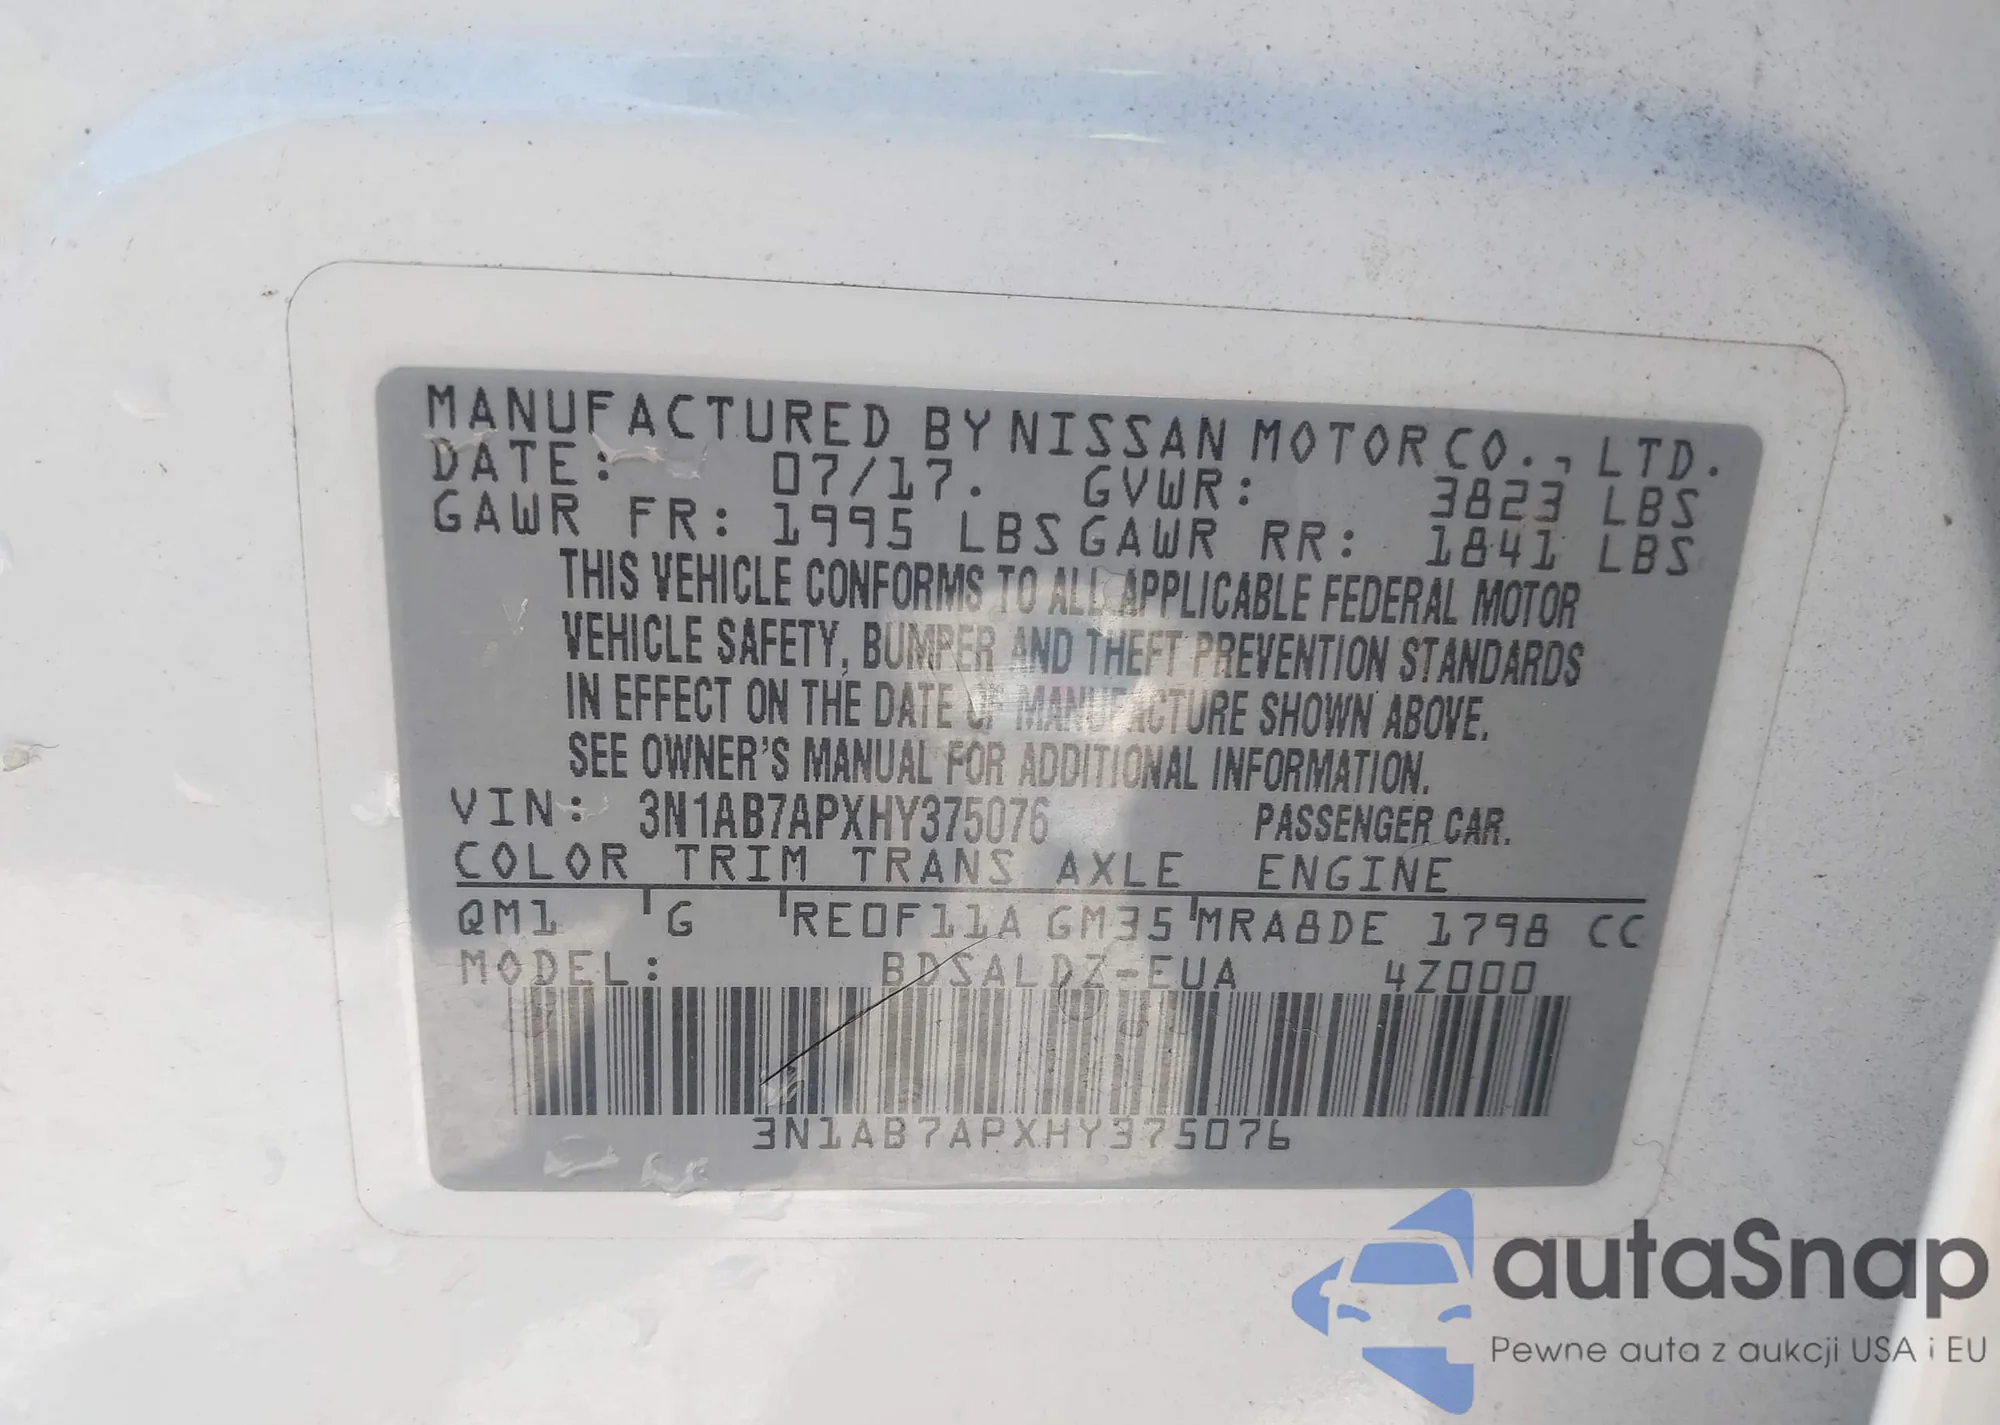 MANUFACTURED BY NISSAN MOTOR CO., LTD.
DATE: 07/17. GVWR: 3823 LBS
GAWR FR: 1995 LBS GAWR RR: 1841 LBS
THIS VEHICLE CONFORMS TO ALL APPLICABLE FEDERAL MOTOR
VEHICLE SAFETY, BUMPER AND THEFT PREVENTION STANDARDS
IN EFFECT ON THE DATE OF MANUFACTURE SHOWN ABOVE.
SEE OWNER'S MANUAL FOR ADDITIONAL INFORMATION.
VIN: 3N1AB7APXHY375076 PASSENGER CAR.
COLOR TRIM TRANS AXLE ENGINE
QM1 G RE0F11A GM35 MRA8DE 1798 CC
MODEL: BDSALDZ-EUA 4Z000
3N1AB7APXHY375076
autaSnap
Pewne auta z aukcji USA i EU